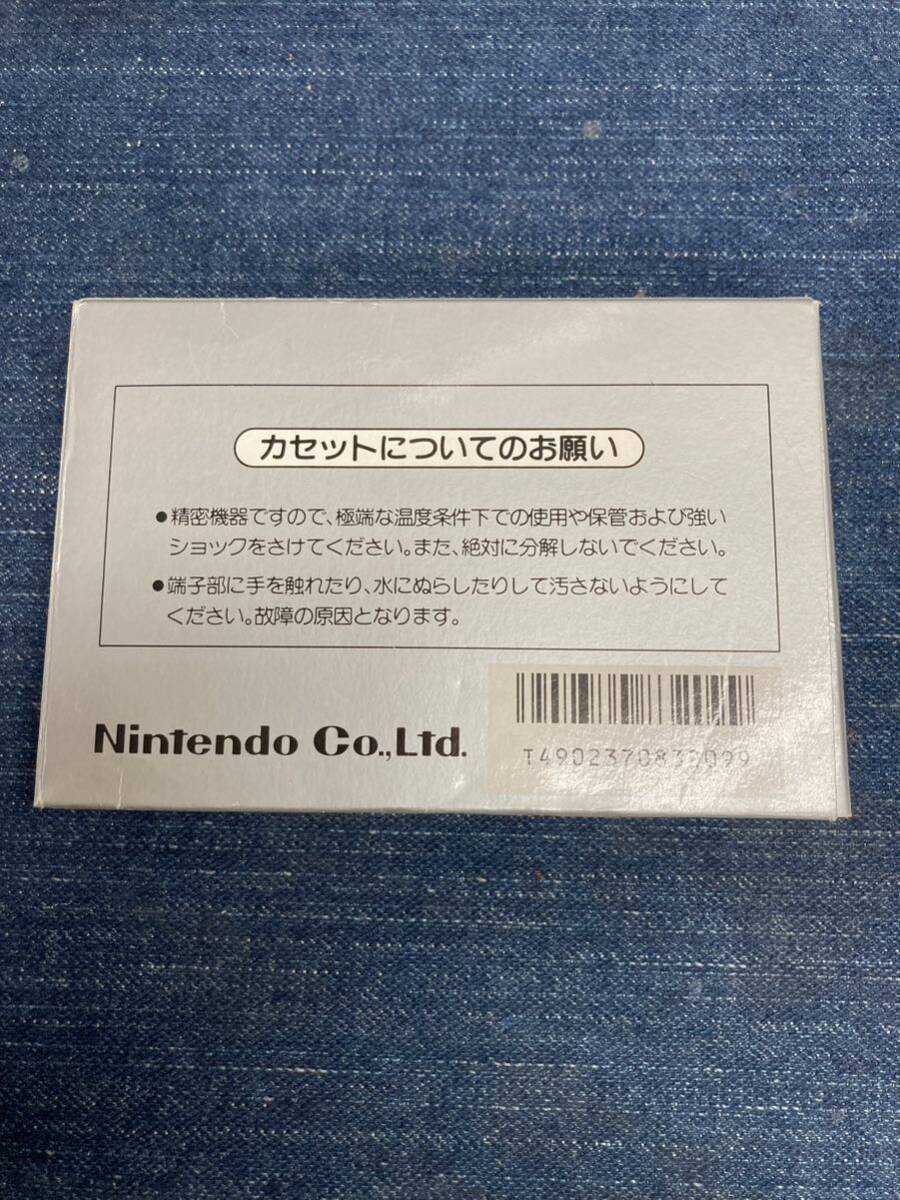 カセットについてのお願い
●精密機器ですので、極端な温度条件下での使用や保管および強い
ショックをさけてください。また、絶対に分解しないでください。
●端子部に手を触れたり、水にぬらしたりして汚さないようにして
ください。故障の原因となります。
Nintendo Co.,Ltd.